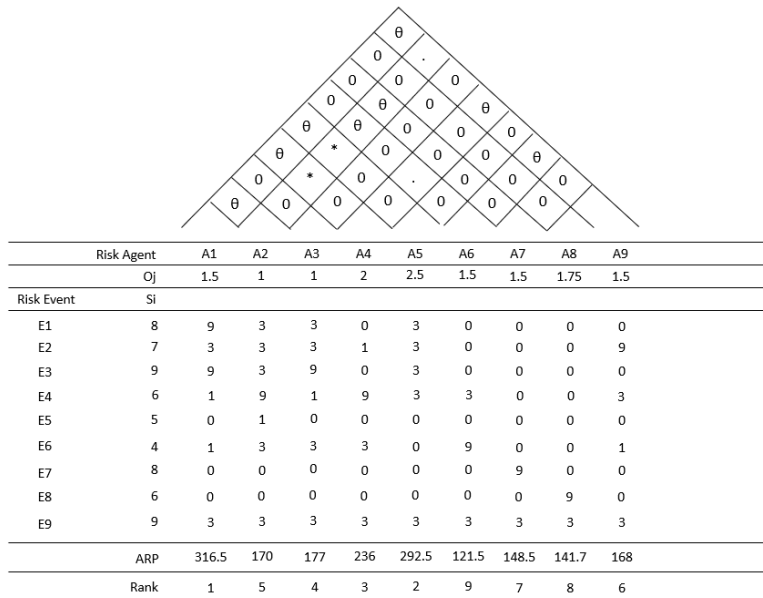 θ
0 .
0 0 0
0 θ 0 θ
θ θ 0 0 0
θ * 0 0 0 θ
0 * 0 . 0 0 0
θ 0 0 0 0 0 0
Risk Agent A1 A2 A3 A4 A5 A6 A7 A8 A9
Oj 1.5 1 1 2 2.5 1.5 1.5 1.75 1.5
Risk Event Si
E1 8 9 3 3 0 3 0 0 0 0
E2 7 3 3 3 1 3 0 0 0 9
E3 9 9 3 9 0 3 0 0 0 0
E4 6 1 9 1 9 3 3 0 0 3
E5 5 0 1 0 0 0 0 0 0 0
E6 4 1 3 3 3 0 9 0 0 1
E7 8 0 0 0 0 0 0 9 0 0
E8 6 0 0 0 0 0 0 0 9 0
E9 9 3 3 3 3 3 3 3 3 3
ARP 316.5 170 177 236 292.5 121.5 148.5 141.7 168
Rank 1 5 4 3 2 9 7 8 6